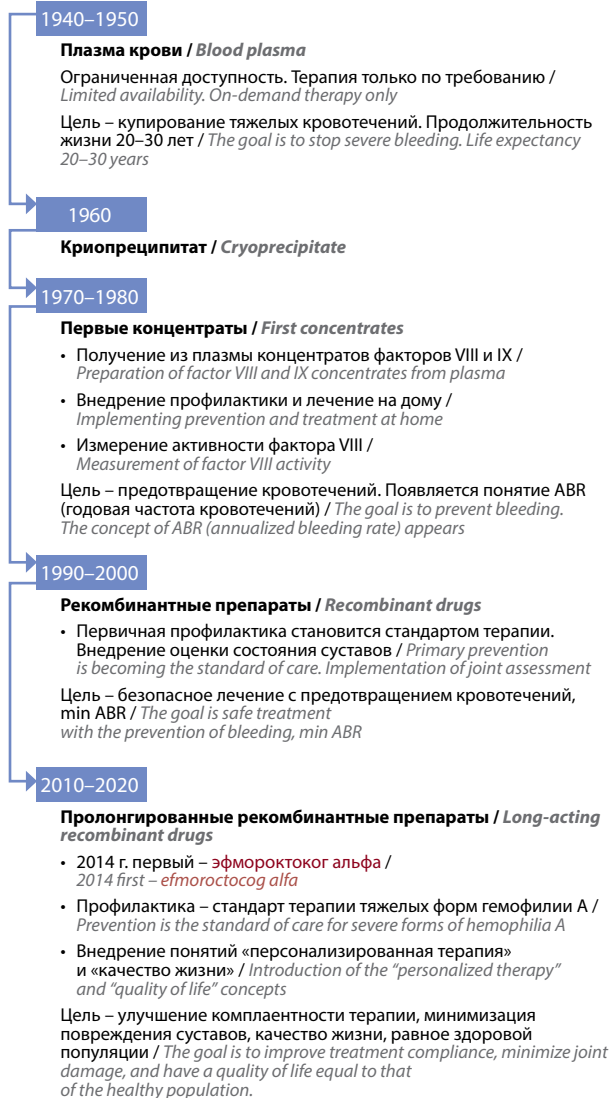 1940–1950
Плазма крови / Blood plasma
Ограниченная доступность. Терапия только по требованию /
Limited availability. On-demand therapy only
Цель – купирование тяжелых кровотечений. Продолжительность
жизни 20–30 лет / The goal is to stop severe bleeding. Life expectancy
20–30 years
1960
Криопреципитат / Cryoprecipitate
1970–1980
Первые концентраты / First concentrates
• Получение из плазмы концентратов факторов VIII и IX /
Preparation of factor VIII and IX concentrates from plasma
• Внедрение профилактики и лечение на дому /
Implementing prevention and treatment at home
• Измерение активности фактора VIII /
Measurement of factor VIII activity
Цель – предотвращение кровотечений. Появляется понятие ABR
(годовая частота кровотечений) / The goal is to prevent bleeding.
The concept of ABR (annualized bleeding rate) appears
1990–2000
Рекомбинантные препараты / Recombinant drugs
• Первичная профилактика становится стандартом терапии.
Внедрение оценки состояния суставов / Primary prevention
is becoming the standard of care. Implementation of joint assessment
Цель – безопасное лечение с предотвращением кровотечений,
min ABR / The goal is safe treatment
with the prevention of bleeding, min ABR
2010–2020
Пролонгированные рекомбинантные препараты / Long-acting
recombinant drugs
• 2014 г. первый – эфмороктоког альфа /
2014 first – efmoroctocog alfa
• Профилактика – стандарт терапии тяжелых форм гемофилии А /
Prevention is the standard of care for severe forms of hemophilia A
• Внедрение понятий «персонализированная терапия»
и «качество жизни» / Introduction of the “personalized therapy”
and “quality of life” concepts
Цель – улучшение комплаентности терапии, минимизация
повреждения суставов, качество жизни, равное здоровой
популяции / The goal is to improve treatment compliance, minimize joint
damage, and have a quality of life equal to that
of the healthy population.